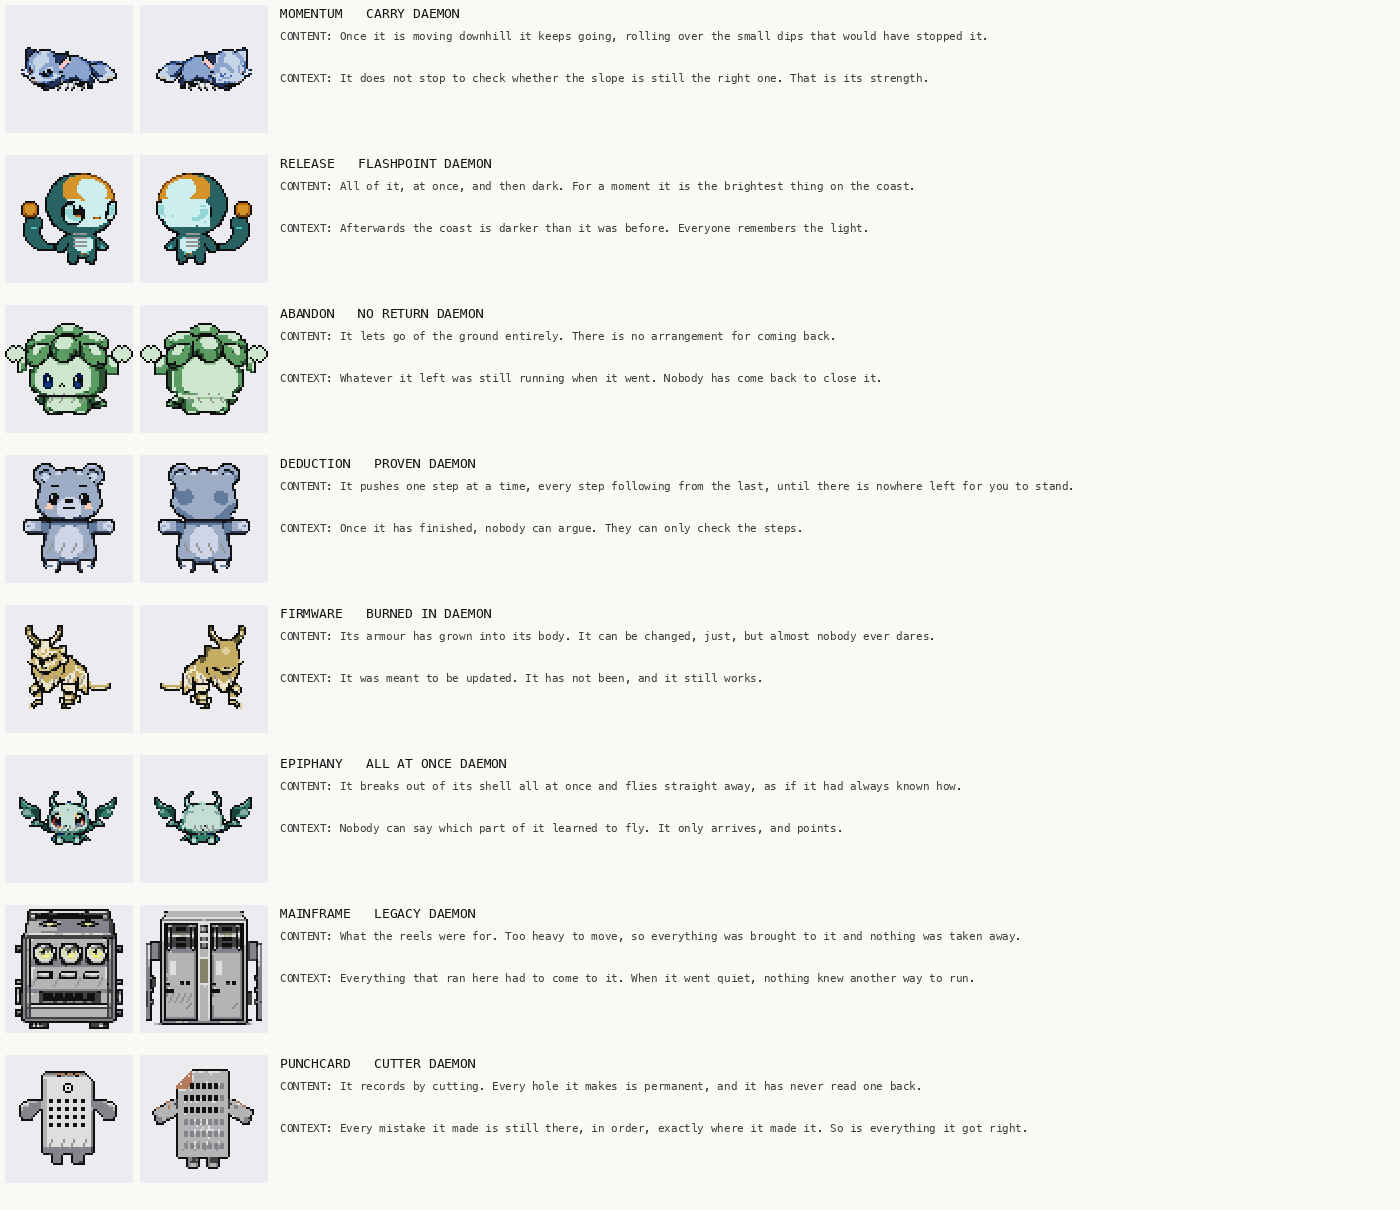 MOMENTUM   CARRY DAEMON
CONTENT: Once it is moving downhill it keeps going, rolling over the small dips that would have stopped it.
CONTEXT: It does not stop to check whether the slope is still the right one. That is its strength.
RELEASE   FLASHPOINT DAEMON
CONTENT: All of it, at once, and then dark. For a moment it is the brightest thing on the coast.
CONTEXT: Afterwards the coast is darker than it was before. Everyone remembers the light.
ABANDON   NO RETURN DAEMON
CONTENT: It lets go of the ground entirely. There is no arrangement for coming back.
CONTEXT: Whatever it left was still running when it went. Nobody has come back to close it.
DEDUCTION   PROVEN DAEMON
CONTENT: It pushes one step at a time, every step following from the last, until there is nowhere left for you to stand.
CONTEXT: Once it has finished, nobody can argue. They can only check the steps.
FIRMWARE   BURNED IN DAEMON
CONTENT: Its armour has grown into its body. It can be changed, just, but almost nobody ever dares.
CONTEXT: It was meant to be updated. It has not been, and it still works.
EPIPHANY   ALL AT ONCE DAEMON
CONTENT: It breaks out of its shell all at once and flies straight away, as if it had always known how.
CONTEXT: Nobody can say which part of it learned to fly. It only arrives, and points.
MAINFRAME   LEGACY DAEMON
CONTENT: What the reels were for. Too heavy to move, so everything was brought to it and nothing was taken away.
CONTEXT: Everything that ran here had to come to it. When it went quiet, nothing knew another way to run.
PUNCHCARD   CUTTER DAEMON
CONTENT: It records by cutting. Every hole it makes is permanent, and it has never read one back.
CONTEXT: Every mistake it made is still there, in order, exactly where it made it. So is everything it got right.